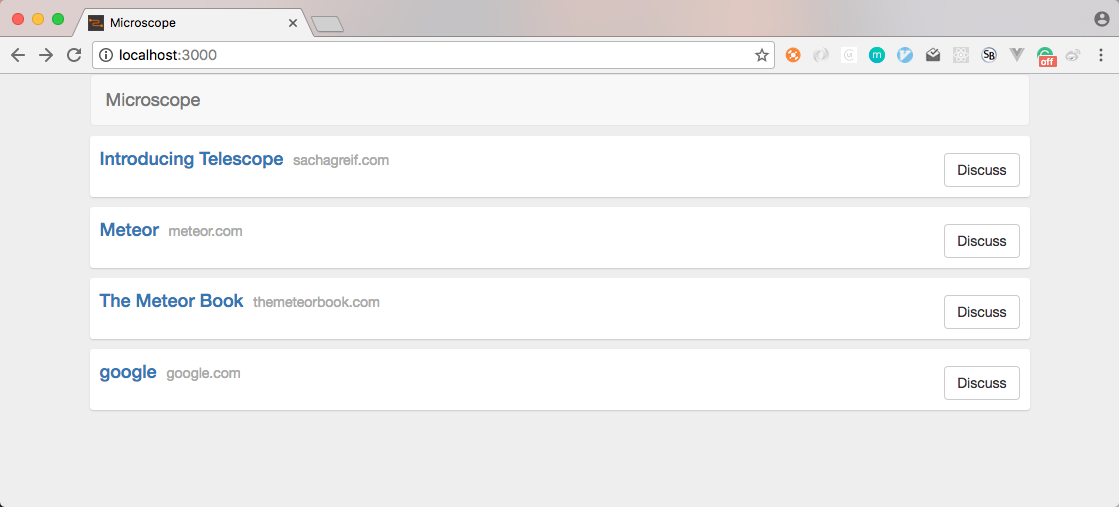 Microscope
localhost:3000
SB
m
off
Microscope
Introducing Telescope sachagreif.com
Discuss
Meteor meteor.com
Discuss
The Meteor Book themeteorbook.com
Discuss
google google.com
Discuss